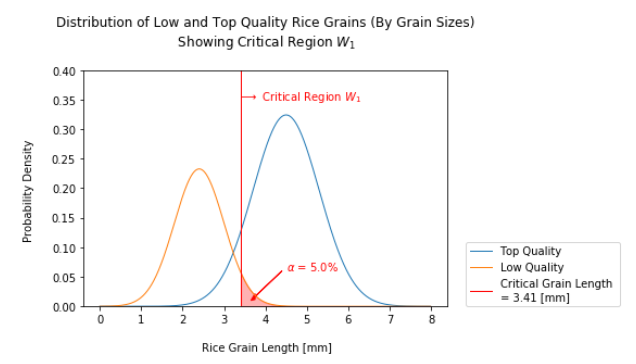 Distribution of Low and Top Quality Rice Grains (By Grain Sizes)
Showing Critical Region W₁
0.40
0.35
0.30
0.25
0.20
0.15
0.10
0.05
0.00
Probability Density
→ Critical Region W₁
α = 5.0%
0 1 2 3 4 5 6 7 8
Rice Grain Length [mm]
Top Quality
Low Quality
Critical Grain Length
= 3.41 [mm]